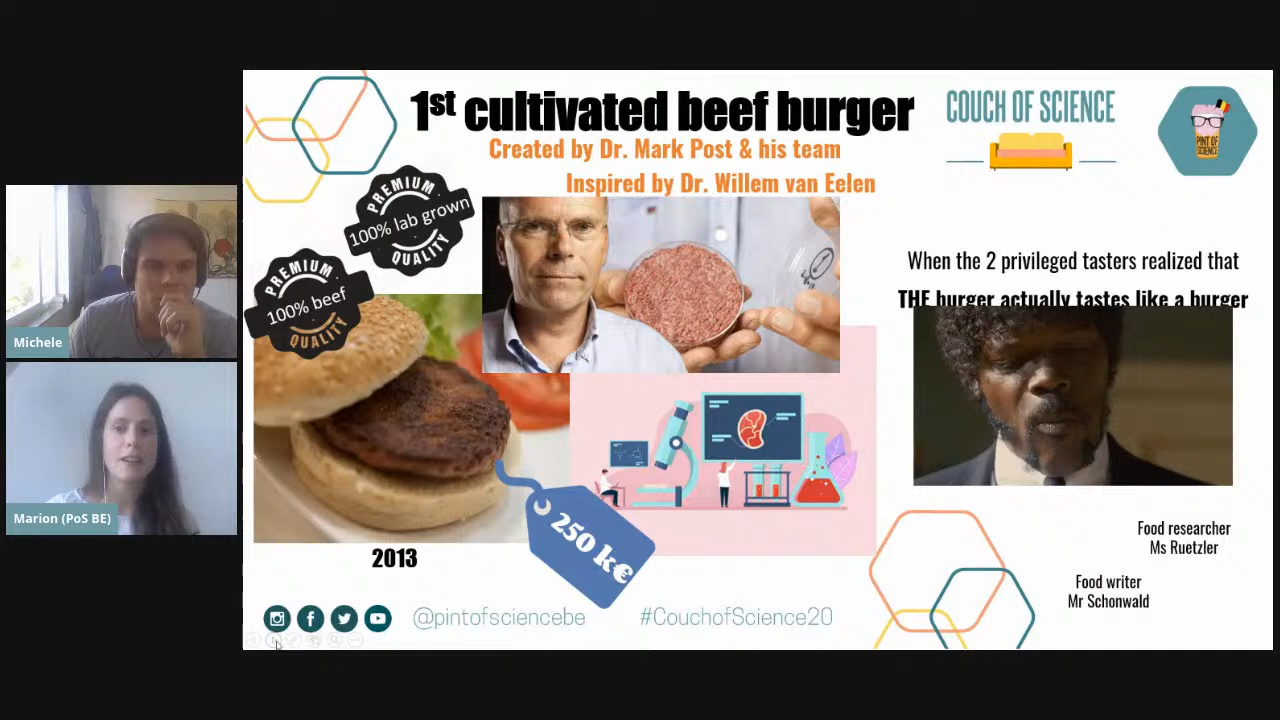 1st cultivated beef burger
Created by Dr. Mark Post & his team
Inspired by Dr. Willem van Eelen
COUCH OF SCIENCE
PINT OF
SCIENCE
PREMIUM
100% lab grown
QUALITY
PREMIUM
100% beef
QUALITY
When the 2 privileged tasters realized that
THE burger actually tastes like a burger
Michele
Marion (PoS BE)
250 k€
2013
Food researcher
Ms Ruetzler
Food writer
Mr Schonwald
@pintofsciencebe
#CouchofScience20